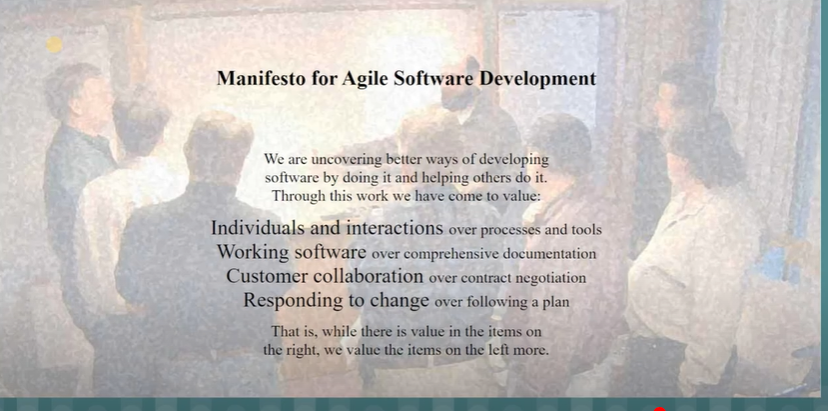 Manifesto for Agile Software Development
We are uncovering better ways of developing
software by doing it and helping others do it.
Through this work we have come to value:
Individuals and interactions over processes and tools
Working software over comprehensive documentation
Customer collaboration over contract negotiation
Responding to change over following a plan
That is, while there is value in the items on
the right, we value the items on the left more.